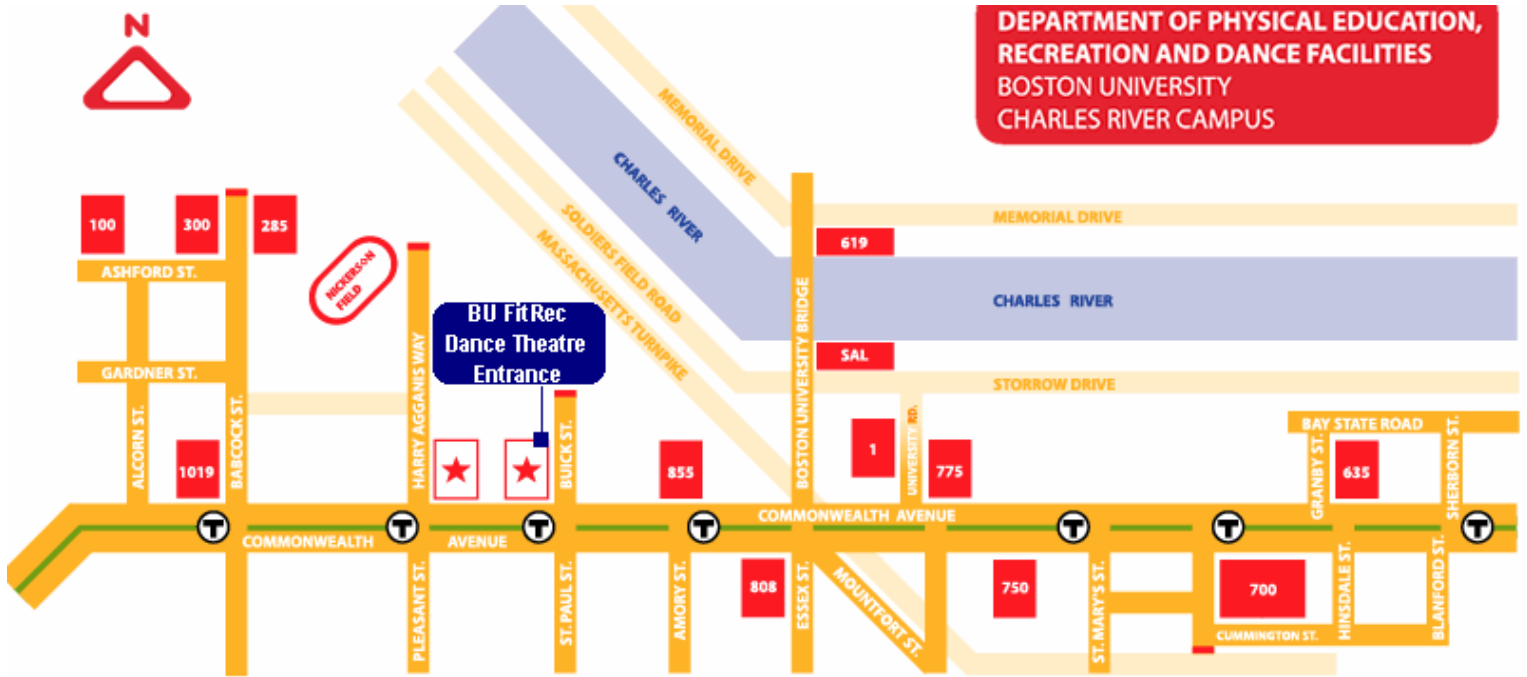 N
DEPARTMENT OF PHYSICAL EDUCATION,
RECREATION AND DANCE FACILITIES
BOSTON UNIVERSITY
CHARLES RIVER CAMPUS
MEMORIAL DRIVE
CHARLES RIVER
SOLDIERS FIELD ROAD
MASSACHUSETTS TURNPIKE
100
300
285
MEMORIAL DRIVE
619
ASHFORD ST.
NICKERSON
FIELD
CHARLES RIVER
BOSTON UNIVERSITY BRIDGE
BU FitRec
Dance Theatre
Entrance
HARRY AGGANIS WAY
SAL
GARDNER ST.
STORROW DRIVE
ALCORN ST.
BABCOCK ST.
BUICK ST.
UNIVERSITY RD.
BAY STATE ROAD
GRANBY ST.
SHERBORN ST.
1019
855
1
775
635
COMMONWEALTH AVENUE
T
T
T
T
T
T
T
COMMONWEALTH AVENUE
PLEASANT ST.
ST. PAUL ST.
AMORY ST.
808
ESSEX ST.
MOUNTFORT ST.
750
ST. MARY'S ST.
700
HINSDALE ST.
BLANFORD ST.
CUMMINGTON ST.